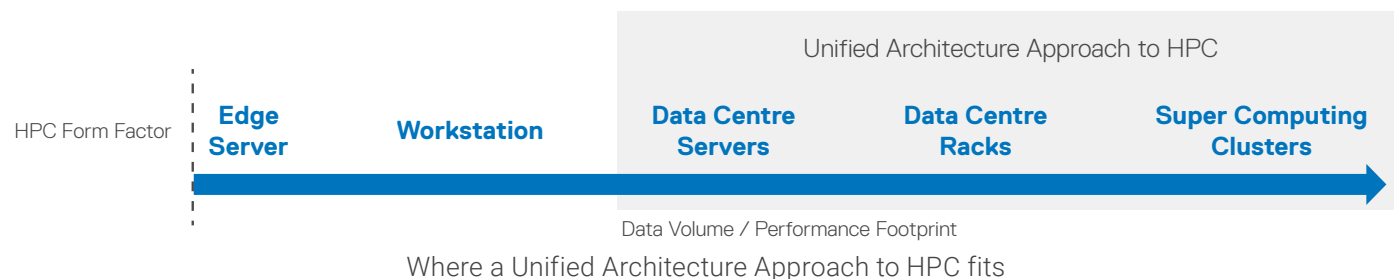 Unified Architecture Approach to HPC
HPC Form Factor
Edge
Server
Workstation
Data Centre
Servers
Data Centre
Racks
Super Computing
Clusters
Data Volume / Performance Footprint
Where a Unified Architecture Approach to HPC fits